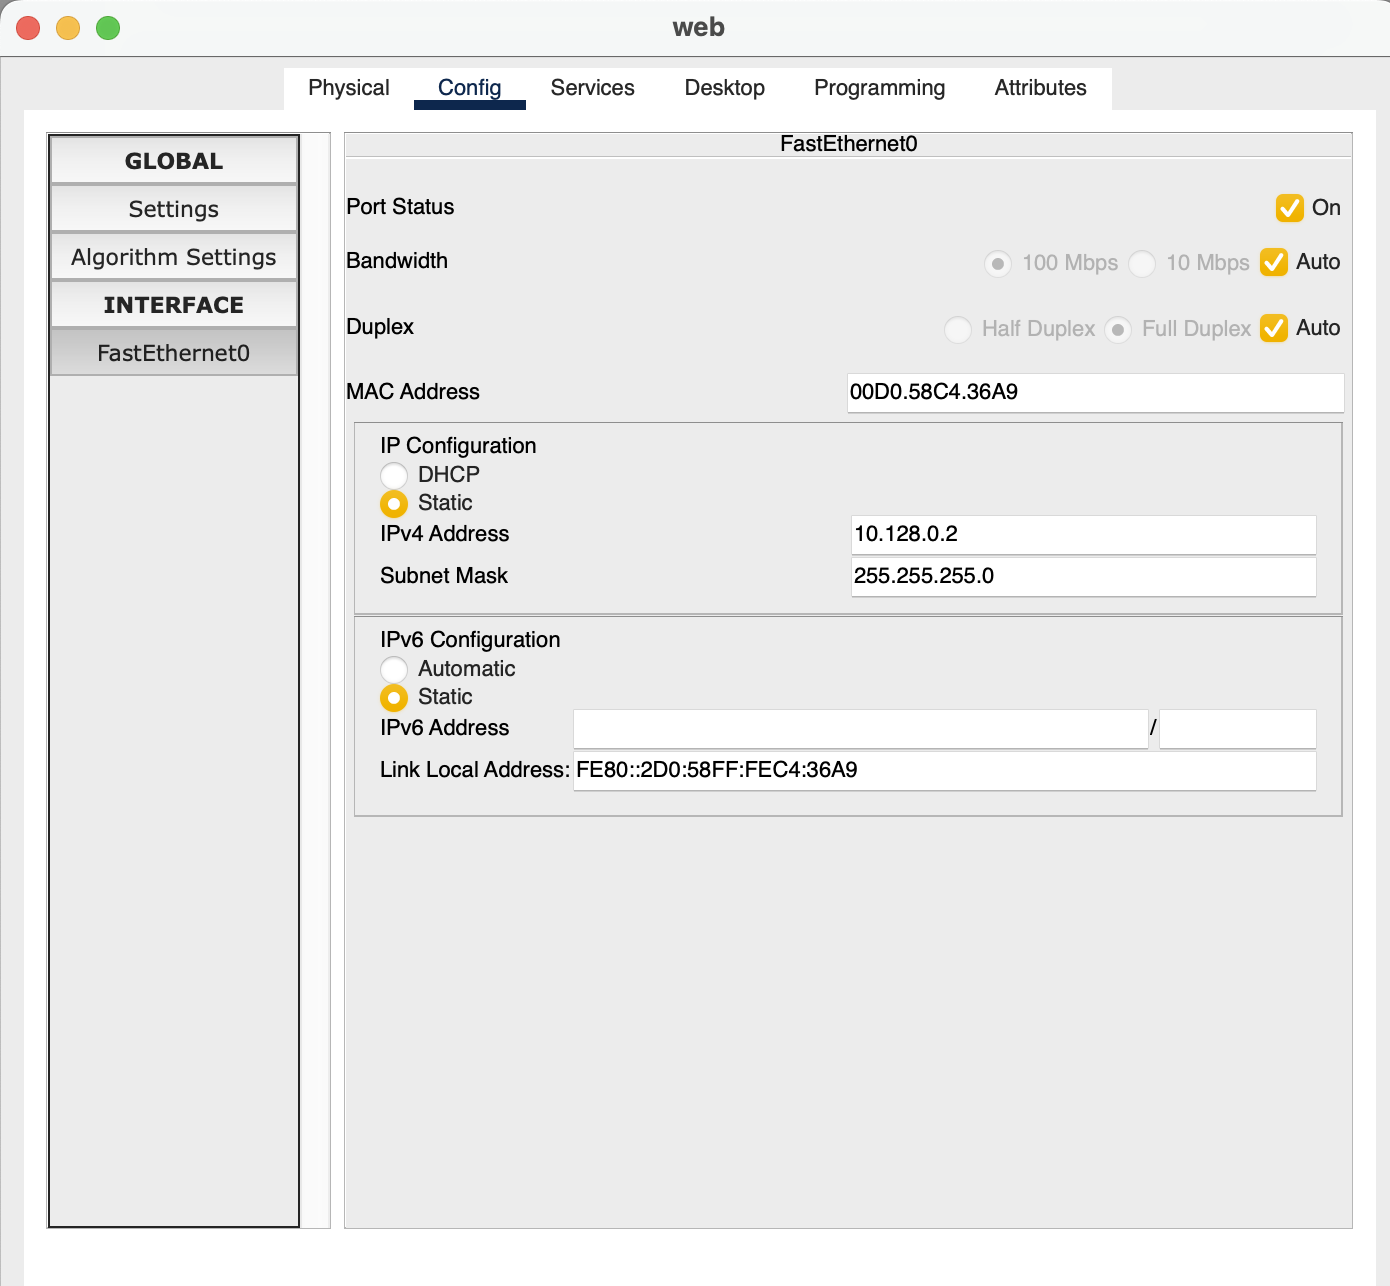 web
Physical Config Services Desktop Programming Attributes
GLOBAL
Settings
Algorithm Settings
INTERFACE
FastEthernet0
FastEthernet0
Port Status On
Bandwidth 100 Mbps 10 Mbps Auto
Duplex Half Duplex Full Duplex Auto
MAC Address 00D0.58C4.36A9
IP Configuration
DHCP
Static
IPv4 Address 10.128.0.2
Subnet Mask 255.255.255.0
IPv6 Configuration
Automatic
Static
IPv6 Address /
Link Local Address: FE80::2D0:58FF:FEC4:36A9